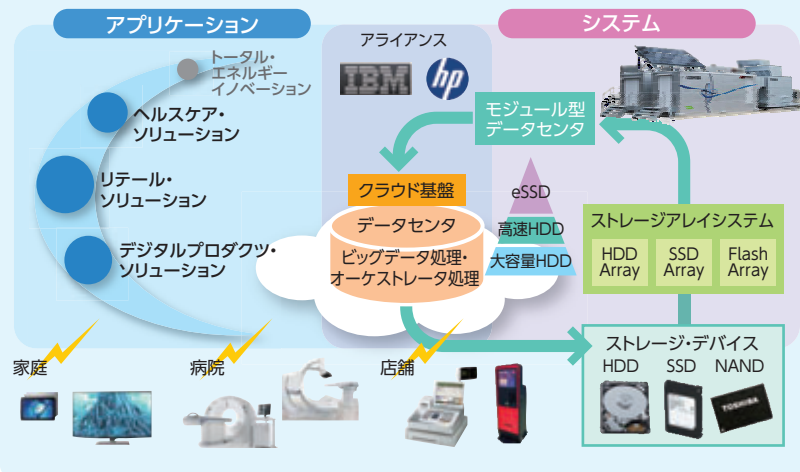 アプリケーション
システム
トータル・
エネルギー
イノベーション
ヘルスケア・
ソリューション
リテール・
ソリューション
デジタルプロダクツ・
ソリューション
アライアンス
IBM
hp
モジュール型
データセンタ
クラウド基盤
データセンタ
ビッグデータ処理・
オーケストレータ処理
eSSD
高速HDD
大容量HDD
ストレージアレイシステム
HDD
Array
SSD
Array
Flash
Array
ストレージ・デバイス
HDD
SSD
NAND
TOSHIBA
家庭
病院
店舗